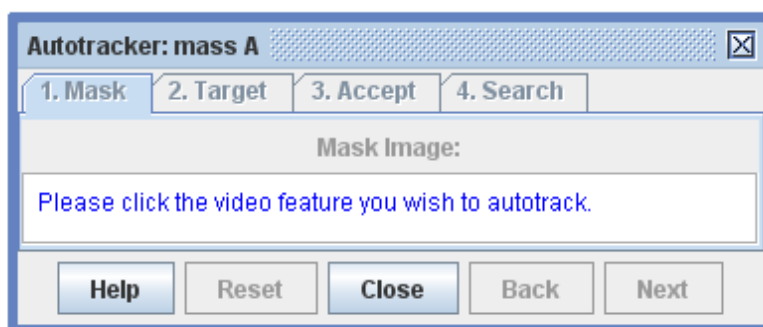 Autotracker: mass A
1. Mask 2. Target 3. Accept 4. Search
Mask Image:
Please click the video feature you wish to autotrack.
Help Reset Close Back Next